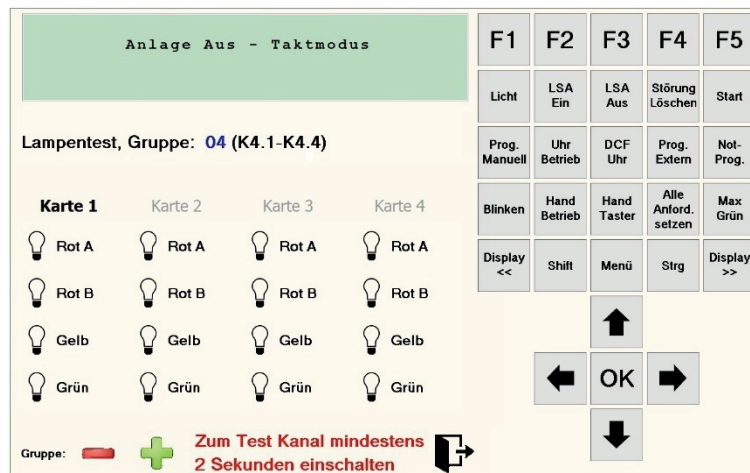 Anlage Aus - Taktmodus
Lampentest, Gruppe: 04 (K4.1-K4.4)
Karte 1 Karte 2 Karte 3 Karte 4
Rot A Rot A Rot A Rot A
Rot B Rot B Rot B Rot B
Gelb Gelb Gelb Gelb
Grün Grün Grün Grün
Gruppe:
Zum Test Kanal mindestens
2 Sekunden einschalten
F1 F2 F3 F4 F5
Licht
LSA
Ein
LSA
Aus
Störung
Löschen
Start
Prog.
Manuell
Uhr
Betrieb
DCF
Uhr
Prog.
Extern
Not-
Prog.
Blinken
Hand
Betrieb
Hand
Taster
Alle
Anford.
setzen
Max
Grün
Display
<<
Shift
Menü
Strg
Display
>>
OK